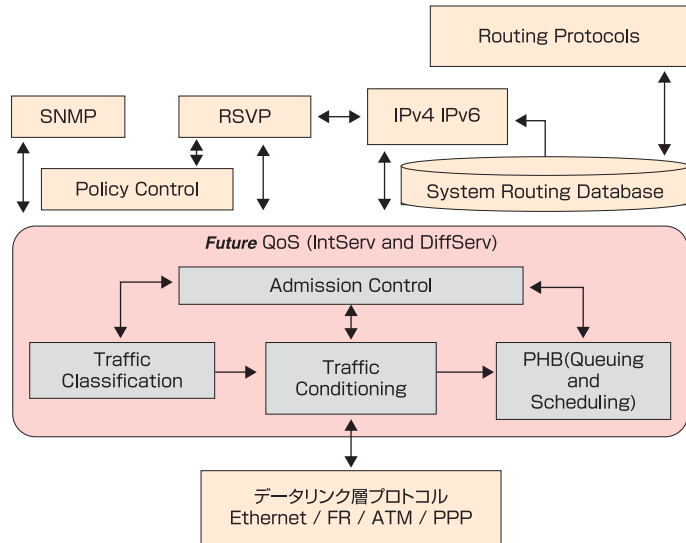 Routing Protocols
SNMP
RSVP
IPv4 IPv6
Policy Control
System Routing Database
Future QoS (IntServ and DiffServ)
Admission Control
Traffic
Classification
Traffic
Conditioning
PHB(Queuing
and
Scheduling)
データリンク層プロトコル
Ethernet / FR / ATM / PPP